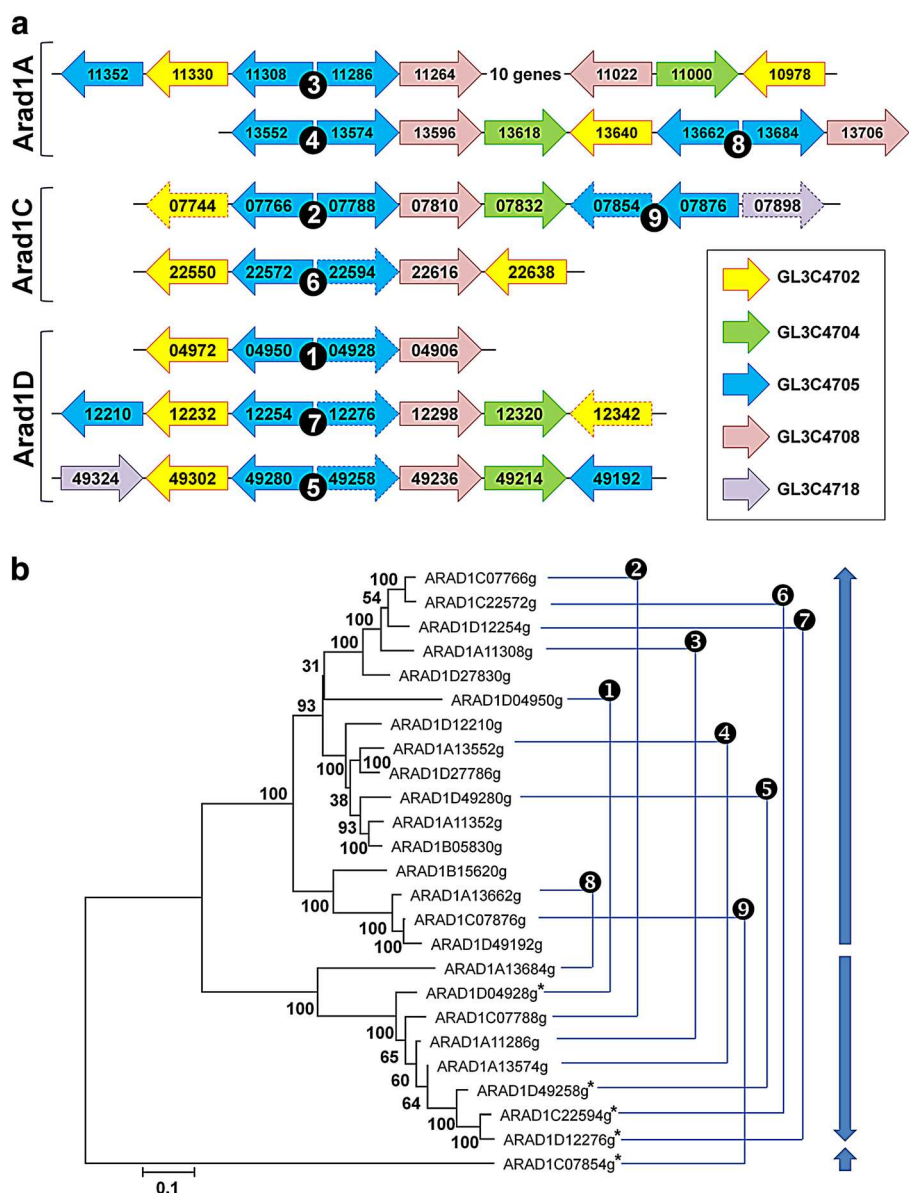 a
Arad1A
11352 11330 11308 11286 11264 10 genes 11022 11000 10978
3
13552 13574 13596 13618 13640 13662 13684 13706
4 8
Arad1C
07744 07766 07788 07810 07832 07854 07876 07898
2 9
22550 22572 22594 22616 22638
6
Arad1D
04972 04950 04928 04906
1
12210 12232 12254 12276 12298 12320 12342
7
49324 49302 49280 49258 49236 49214 49192
5
GL3C4702
GL3C4704
GL3C4705
GL3C4708
GL3C4718
b
100 ARAD1C07766g 2
54 ARAD1C22572g 6
100 ARAD1D12254g 7
ARAD1A11308g 3
31 ARAD1D27830g
93 ARAD1D04950g 1
ARAD1D12210g
ARAD1A13552g 4
100 100 ARAD1D27786g
38 ARAD1D49280g 5
100 93 ARAD1A11352g
100 ARAD1B05830g
ARAD1B15620g
ARAD1A13662g 8
100 ARAD1C07876g 9
100 ARAD1D49192g
ARAD1A13684g
100 ARAD1D04928g*
100 ARAD1C07788g
65 ARAD1A11286g
60 ARAD1A13574g
64 ARAD1D49258g*
100 ARAD1C22594g*
100 ARAD1D12276g*
ARAD1C07854g*
0.1